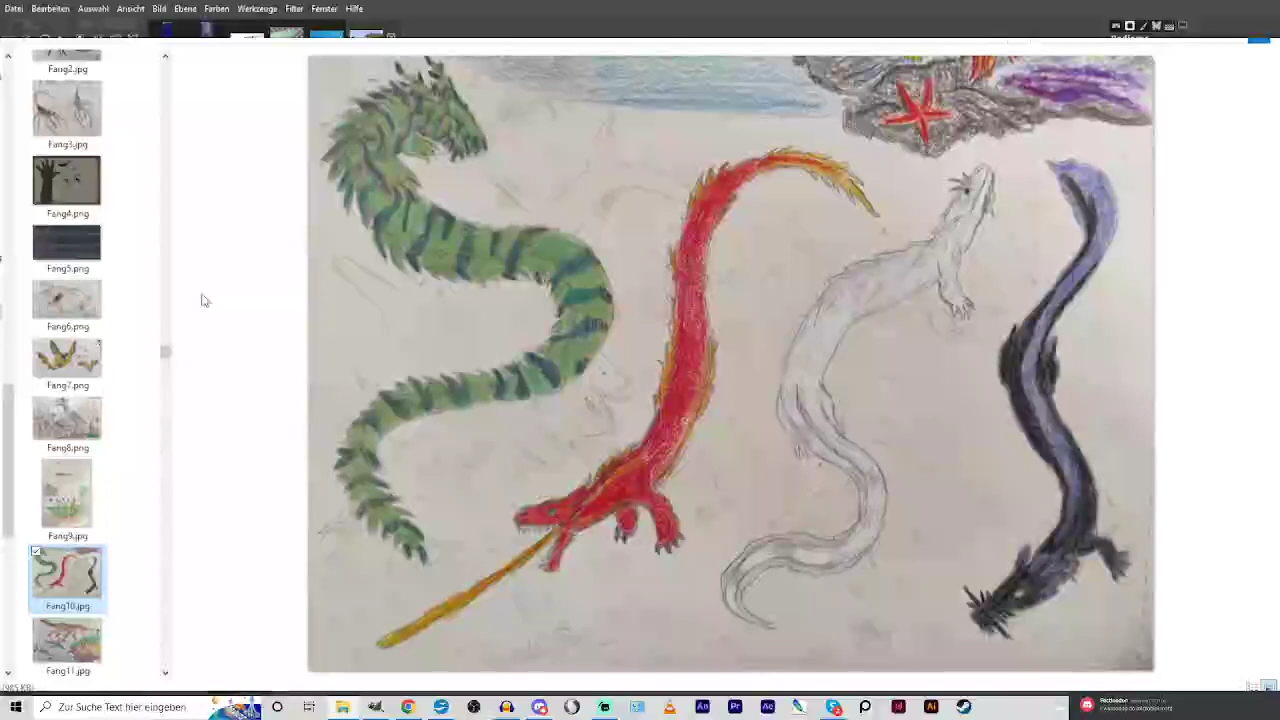 Datei Bearbeiten Auswahl Ansicht Bild Ebene Farben Werkzeuge Filter Fenster Hilfe
Fang2.jpg
Fang3.jpg
Fang4.png
Fang5.png
Fang6.png
Fang7.png
Fang8.png
Fang9.jpg
Fang10.jpg
Fang11.jpg
Zur Suche Text hier eingeben